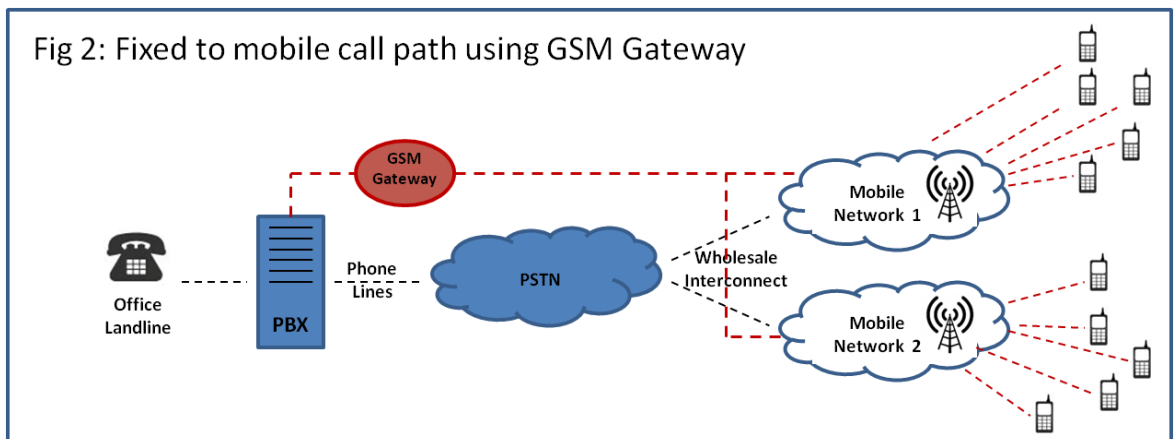 Fig 2: Fixed to mobile call path using GSM Gateway
GSM
Gateway
Mobile
Network 1
Office
Landline
PBX
Phone
Lines
PSTN
Wholesale
Interconnect
Mobile
Network 2